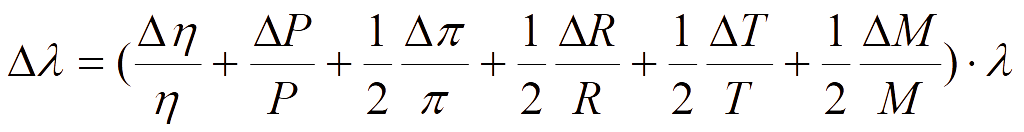 Δλ = (Δη/η + ΔP/P + 1/2 Δπ/π + 1/2 ΔR/R + 1/2 ΔT/T + 1/2 ΔM/M) · λ